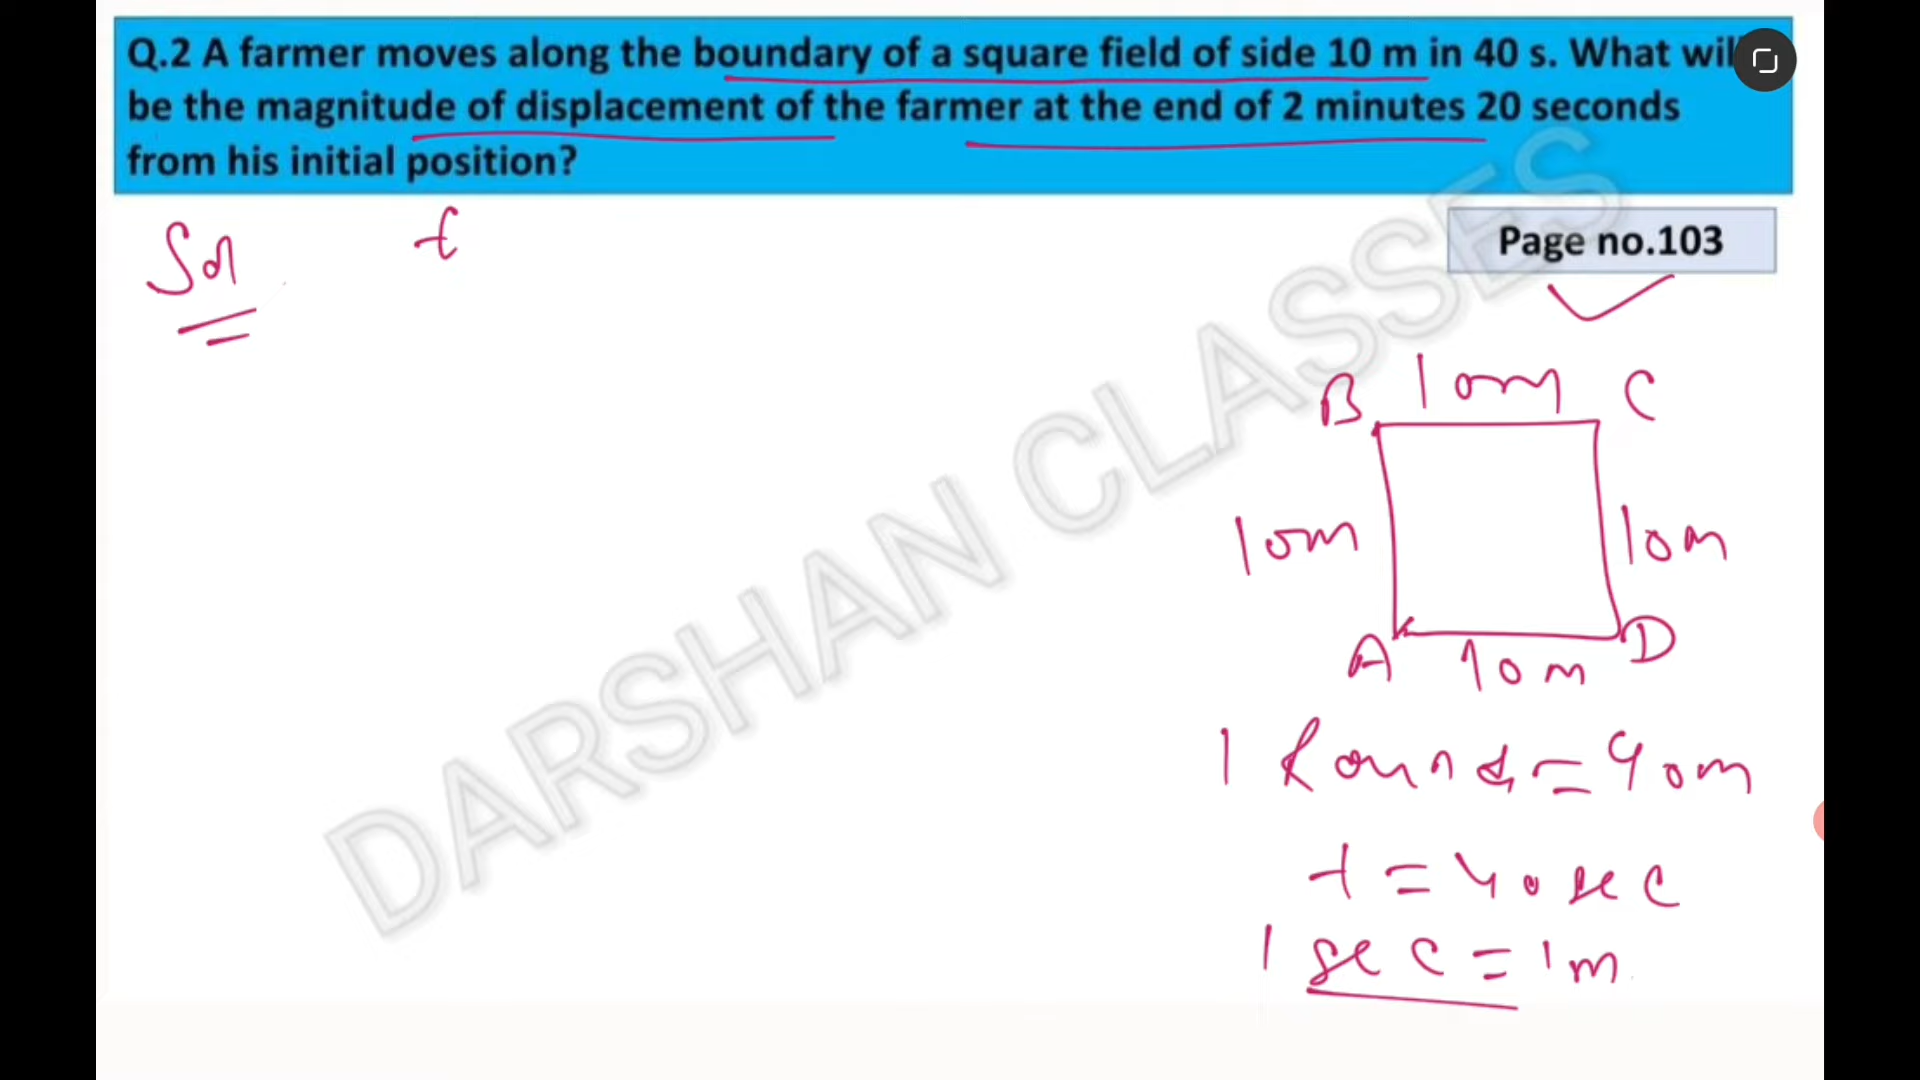 Q.2 A farmer moves along the boundary of a square field of side 10 m in 40 s. What wil
be the magnitude of displacement of the farmer at the end of 2 minutes 20 seconds
from his initial position?
Page no.103
Sol t
B 10m C
10m 10m
A 10m D
1 Round = 40m
t = 40 sec
1 sec = 1m
DARSHAN CLASSES